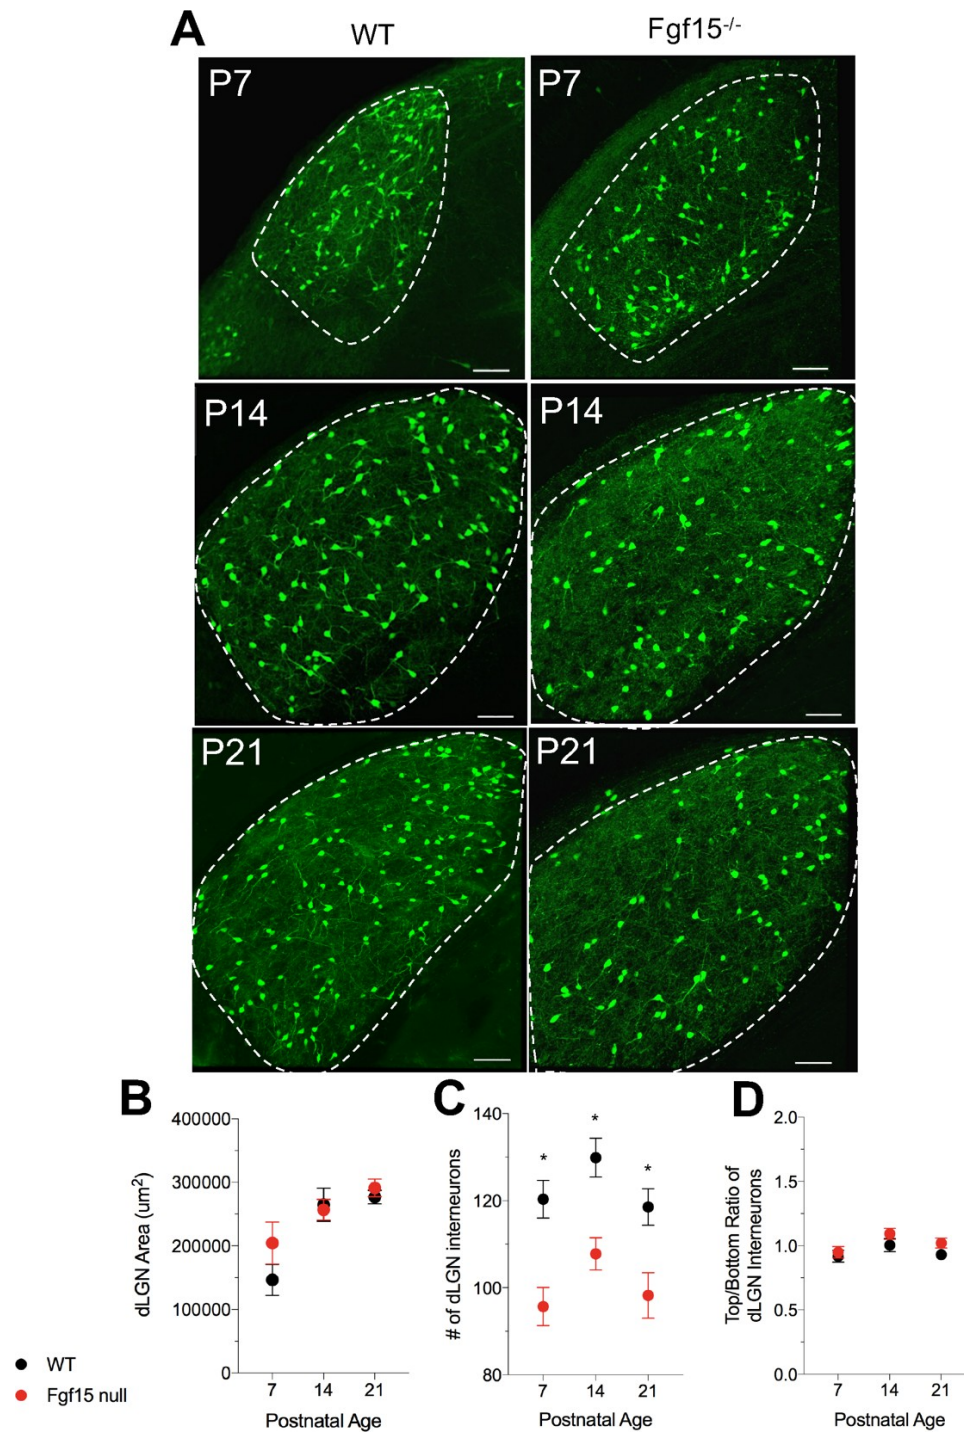 A
WT
Fgf15-/-
P7
P7
P14
P14
P21
P21
B
dLGN Area (um²)
400000
300000
200000
100000
0
7
14
21
Postnatal Age
WT
Fgf15 null
C
# of dLGN interneurons
140
120
100
80
*
*
*
7
14
21
Postnatal Age
D
Top/Bottom Ratio of
dLGN Interneurons
2.0
1.5
1.0
0.5
0.0
7
14
21
Postnatal Age